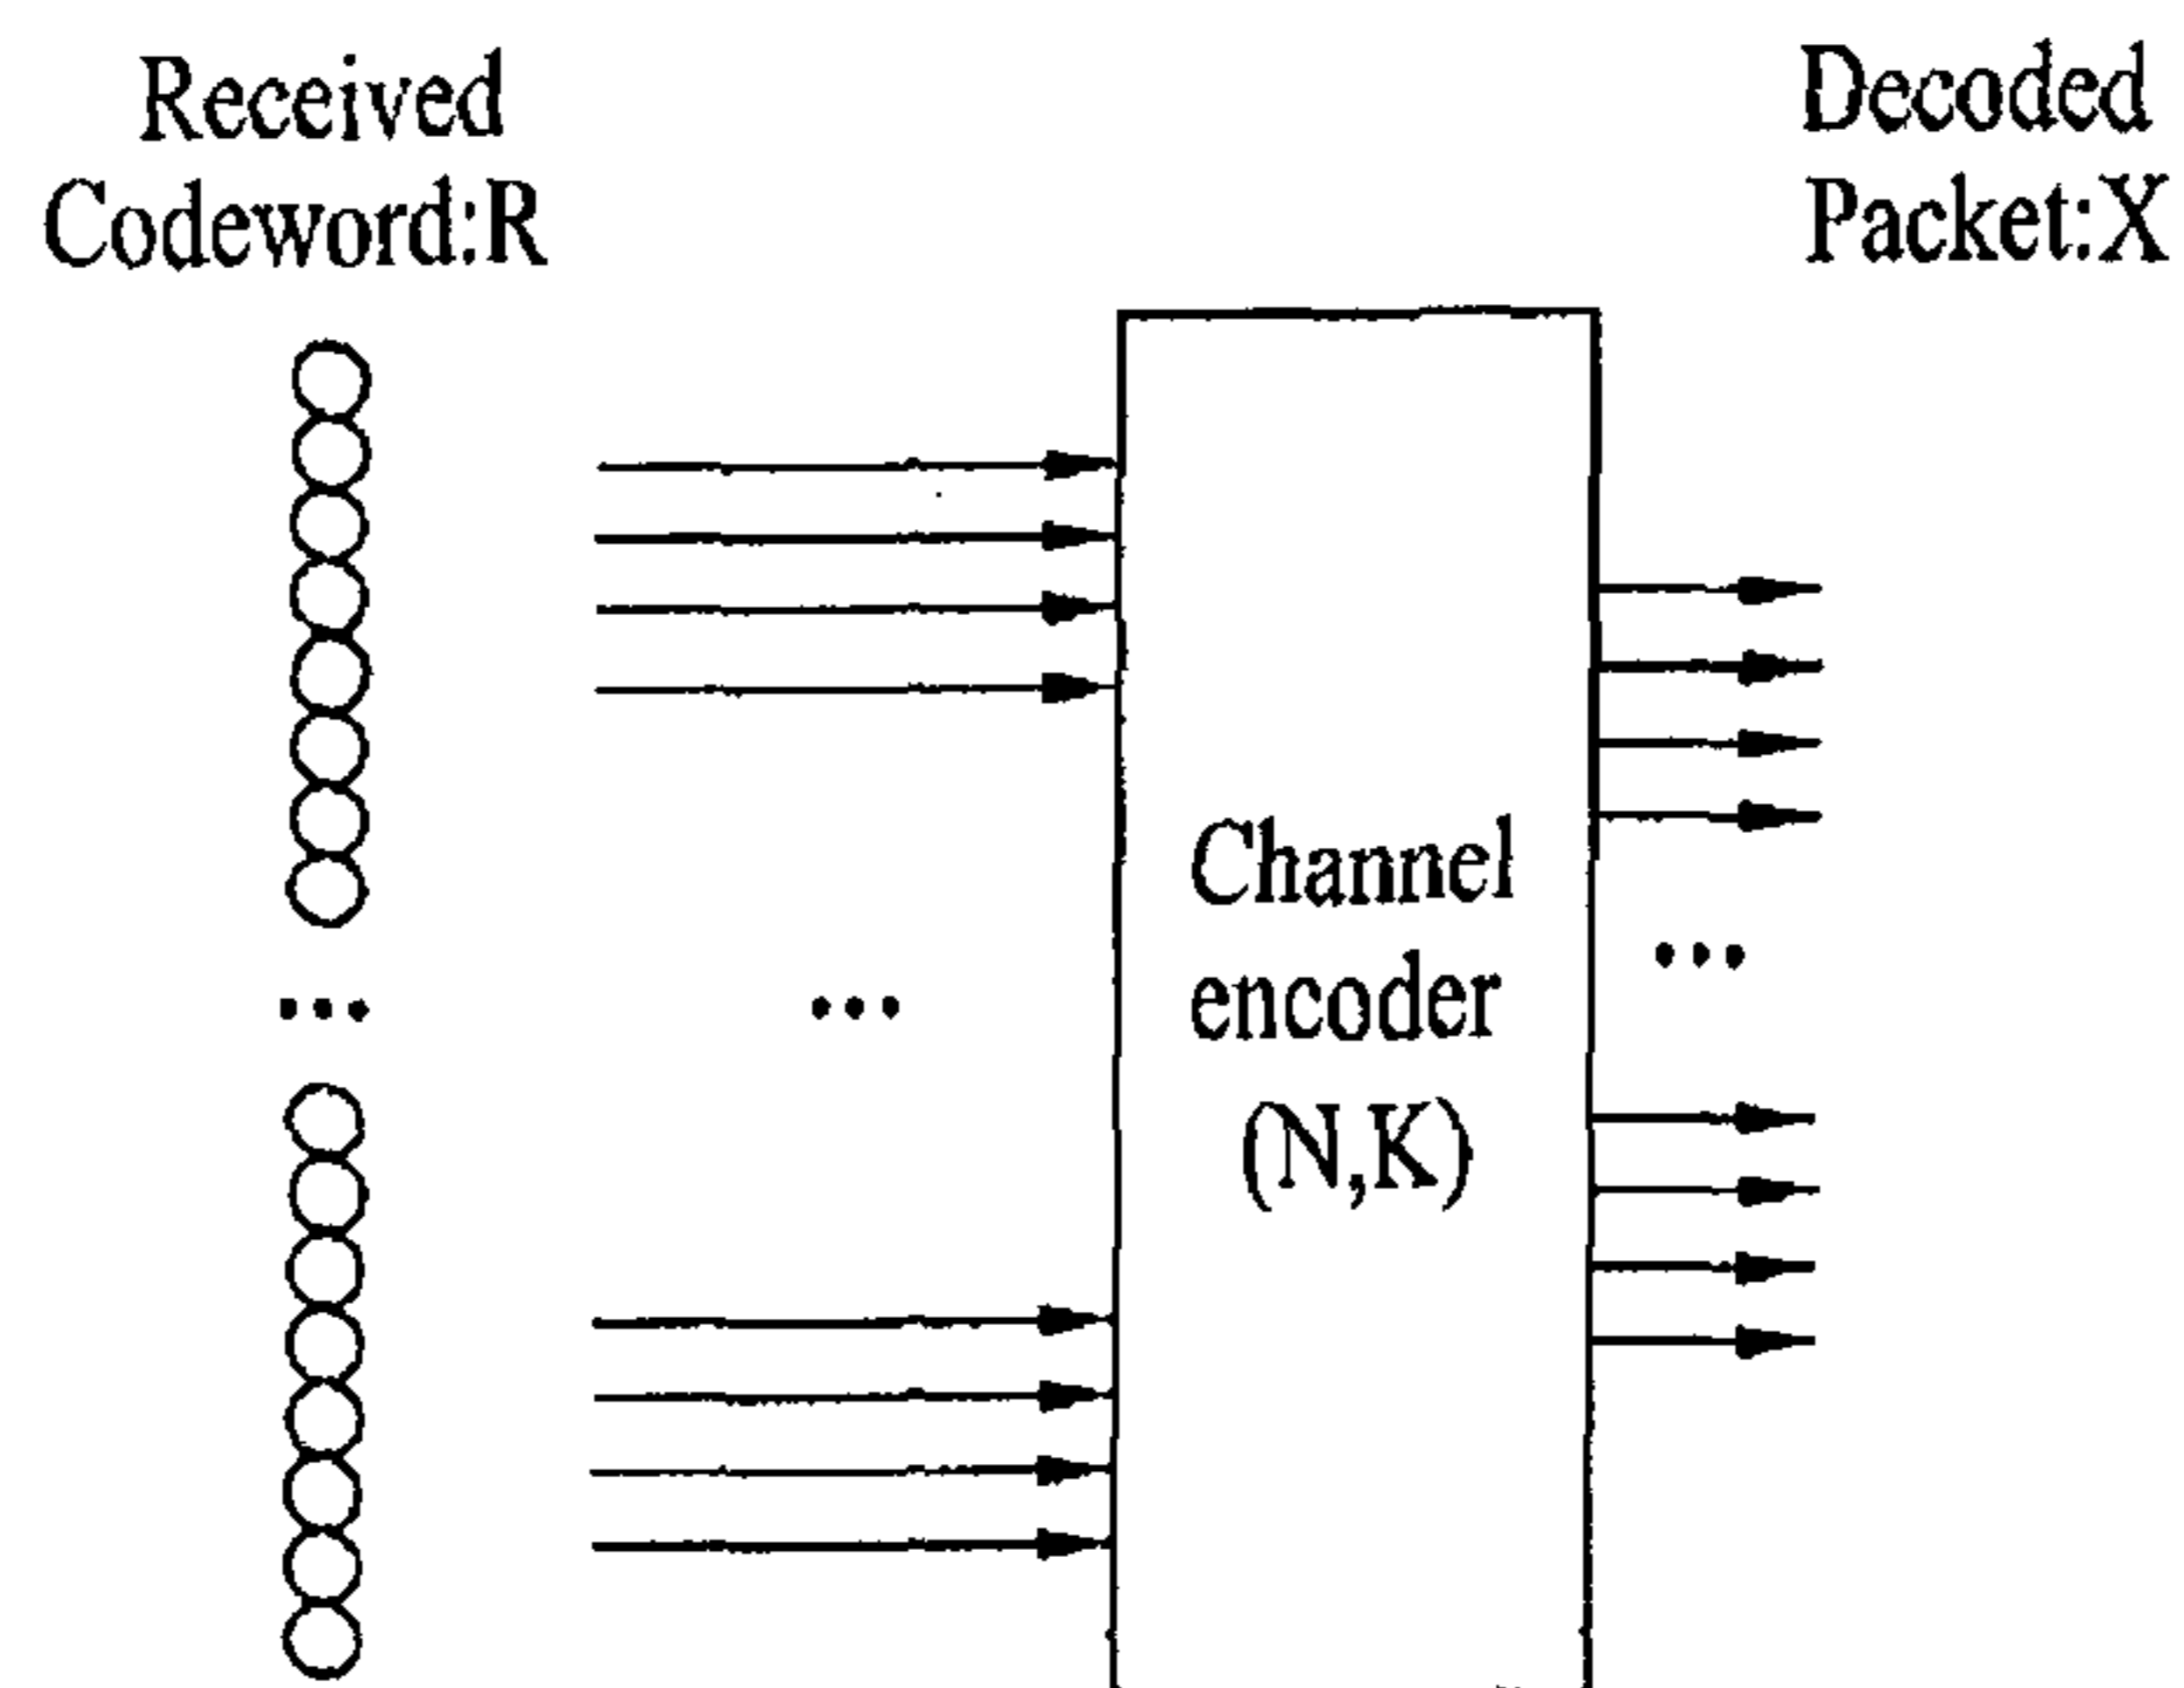 Received
Codeword:R
Decoded
Packet:X
Channel
encoder
(N,K)